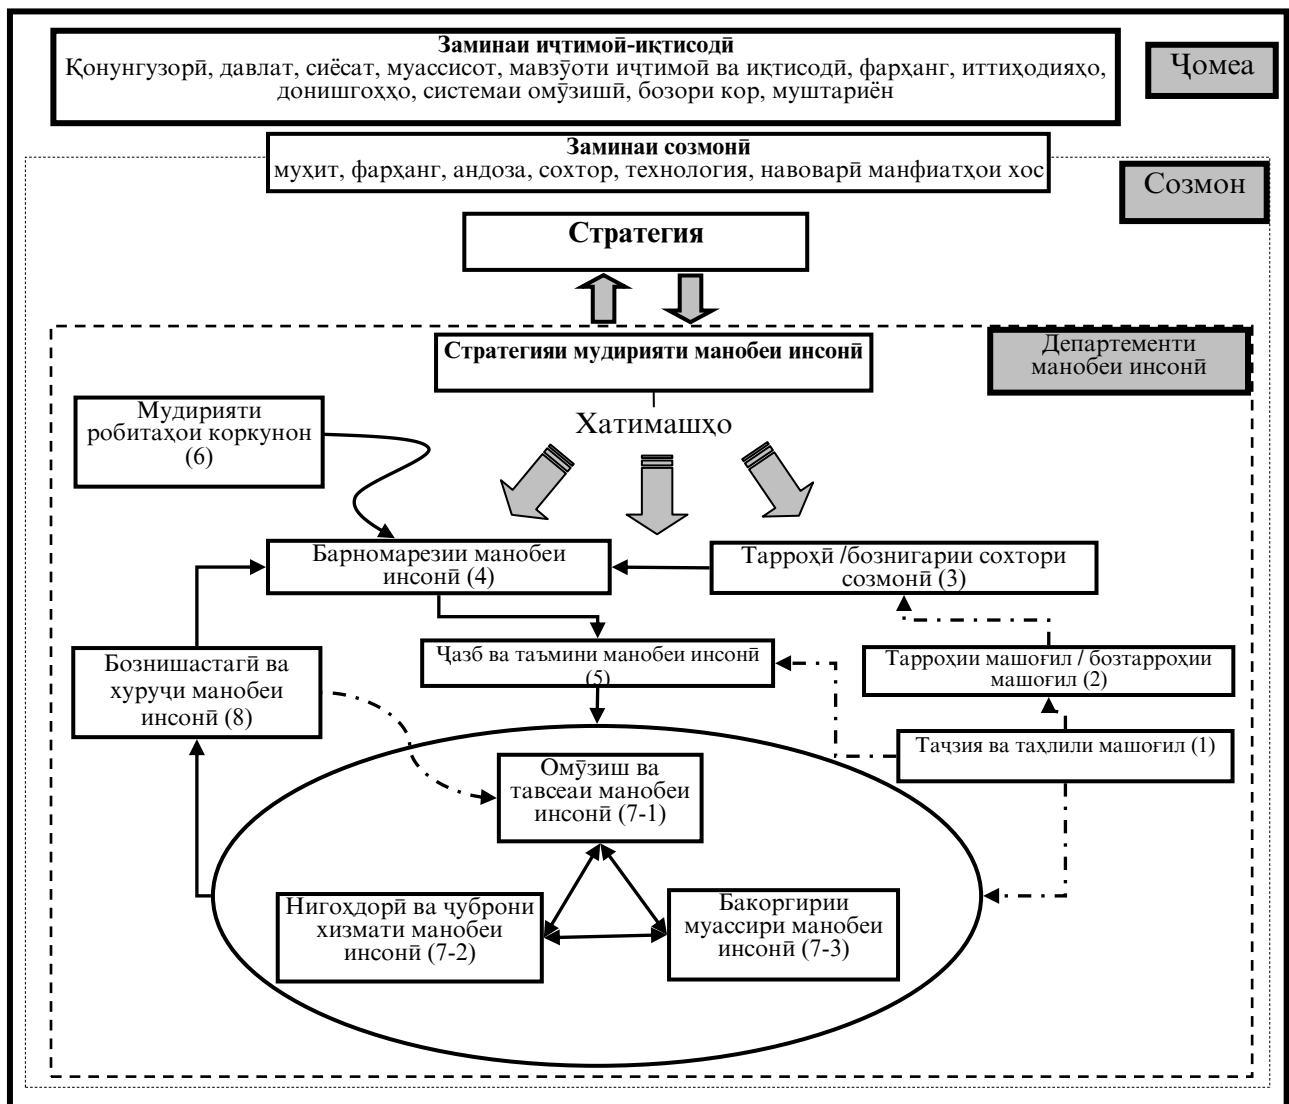 Заминаи иҷтимоӣ-иқтисодӣ
Қонунгузорӣ, давлат, сиёсат, муассисот, мавзӯоти иҷтимоӣ ва иқтисодӣ, фарҳанг, иттиҳодияҳо,
донишгоҳҳо, системаи омӯзишӣ, бозори кор, муштариён
Ҷомеа
Заминаи созмонӣ
муҳит, фарҳанг, андоза, сохтор, технология, навоварӣ манфиатҳои хос
Созмон
Стратегия
Стратегияи мудирияти манобеи инсонӣ
Департементи
манобеи инсонӣ
Мудирияти
робитаҳои коркунон
(6)
Хатимашҳо
Барномарезии манобеи
инсонӣ (4)
Тарроҳӣ /бознигарии сохтори
созмонӣ (3)
Бознишастагӣ ва
хуруҷи манобеи
инсонӣ (8)
Ҷазб ва таъмини манобеи инсонӣ
(5)
Тарроҳии машоғил / бозтарроҳии
машоғил (2)
Таҷзия ва таҳлили машоғил (1)
Омӯзиш ва
тавсеаи манобеи
инсонӣ (7-1)
Нигоҳдорӣ ва ҷуброни
хизмати манобеи
инсонӣ (7-2)
Бакоргирии
муассири манобеи
инсонӣ (7-3)